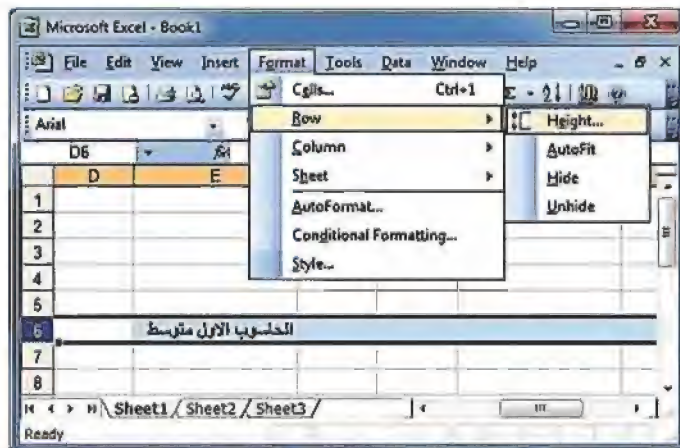 Microsoft Excel - Book1
File Edit View Insert Format Tools Data Window Help
Cells... Ctrl+1
Arial
Row
Height...
D6
Column
AutoFit
D E
Sheet
Hide
1
AutoFormat...
Unhide
2
Conditional Formatting...
3
Style...
4
5
6 الحاسوب الاول متوسط
7
8
Sheet1 / Sheet2 / Sheet3 /
Ready